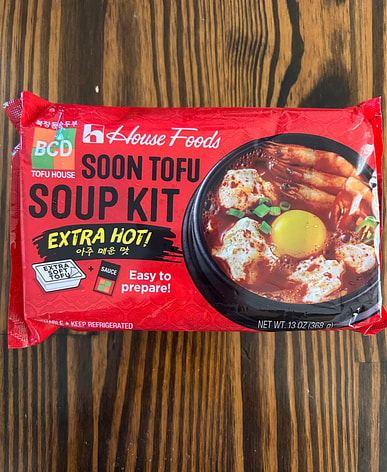 북창동순두부
BCD
TOFU HOUSE
House Foods
SOON TOFU
SOUP KIT
EXTRA HOT!
아주 매운 맛
EXTRA
SOFT
TOFU
+
SAUCE
Easy to
prepare!
KEEP REFRIGERATED
NET WT. 13 OZ (368 g)